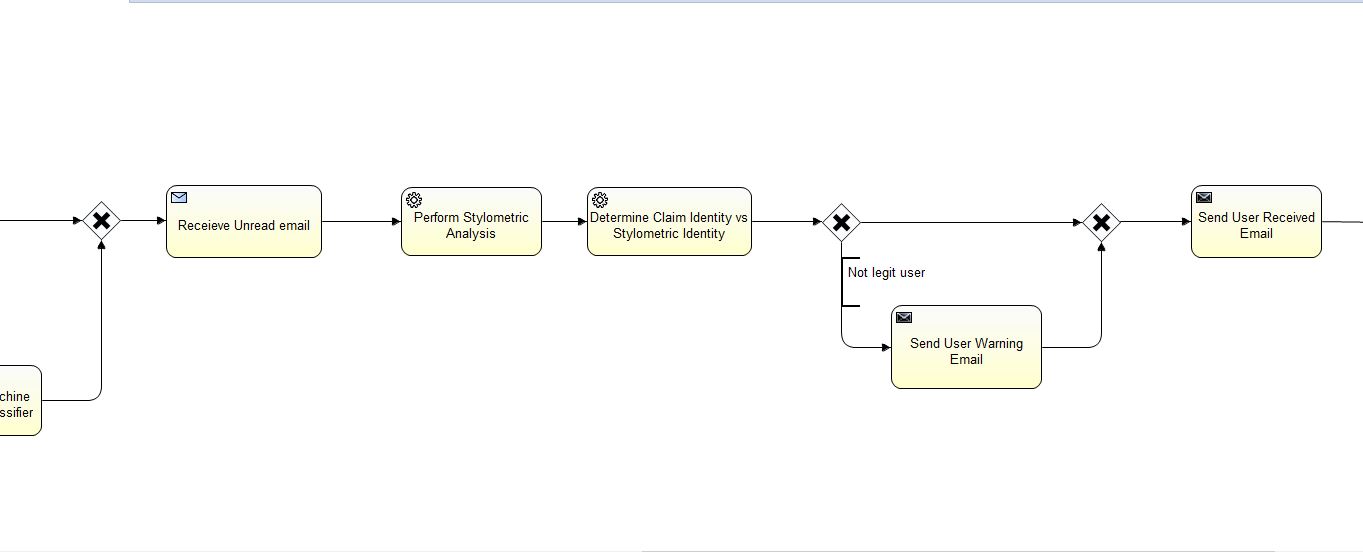 Receieve Unread email
Perform Stylometric
Analysis
Determine Claim Identity vs
Stylometric Identity
Not legit user
Send User Warning
Email
Send User Received
Email
chine
ssifier